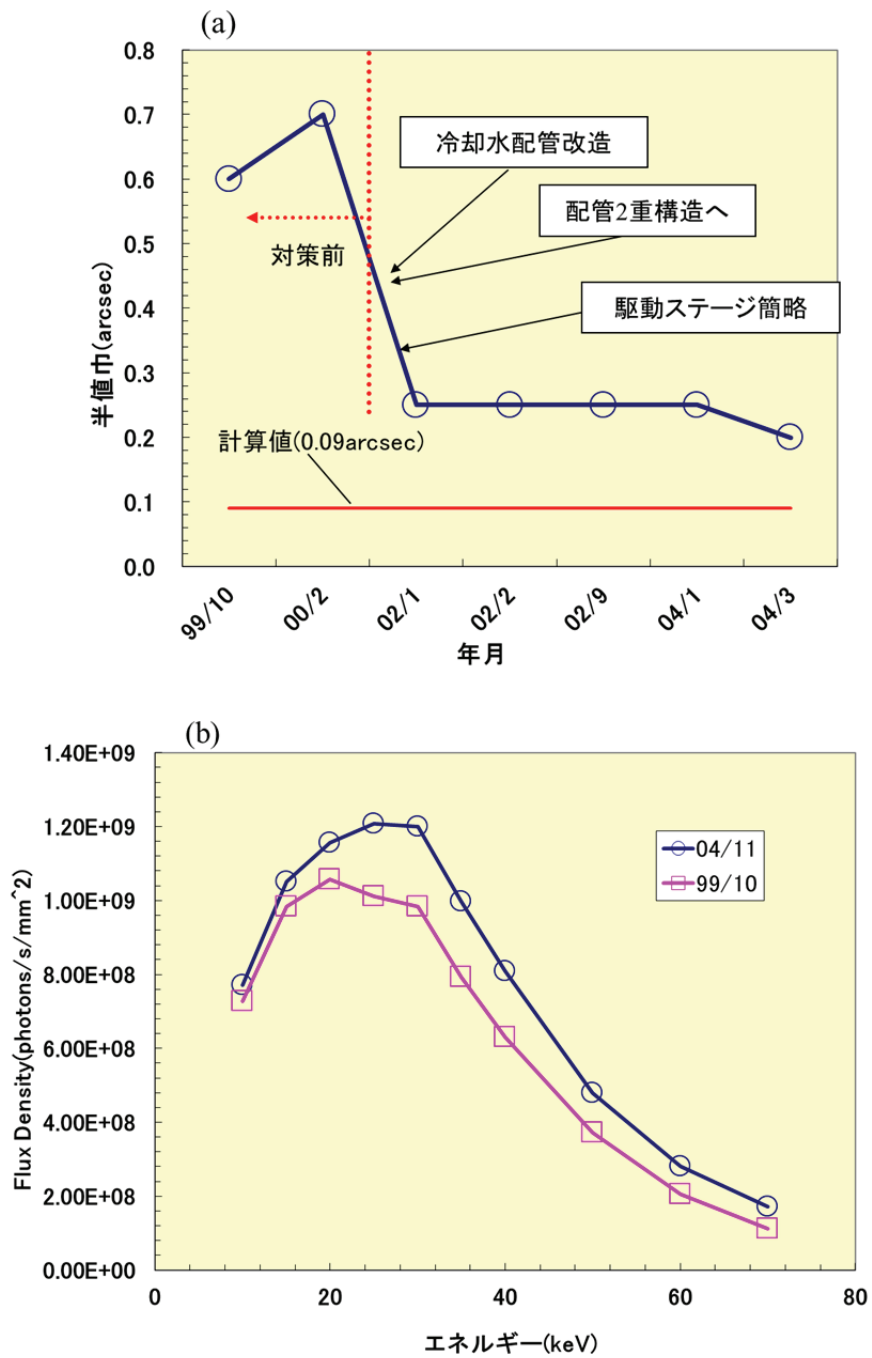 (a)
0.8
0.7
0.6
0.5
0.4
0.3
0.2
0.1
0.0
半値巾(arcsec)
冷却水配管改造
配管2重構造へ
対策前
駆動ステージ簡略
計算値(0.09arcsec)
99/10
00/2
02/1
02/2
02/9
04/1
04/3
年月
(b)
1.40E+09
1.20E+09
1.00E+09
8.00E+08
6.00E+08
4.00E+08
2.00E+08
0.00E+00
Flux Density(photons/s/mm^2)
04/11
99/10
0
20
40
60
80
エネルギー(keV)